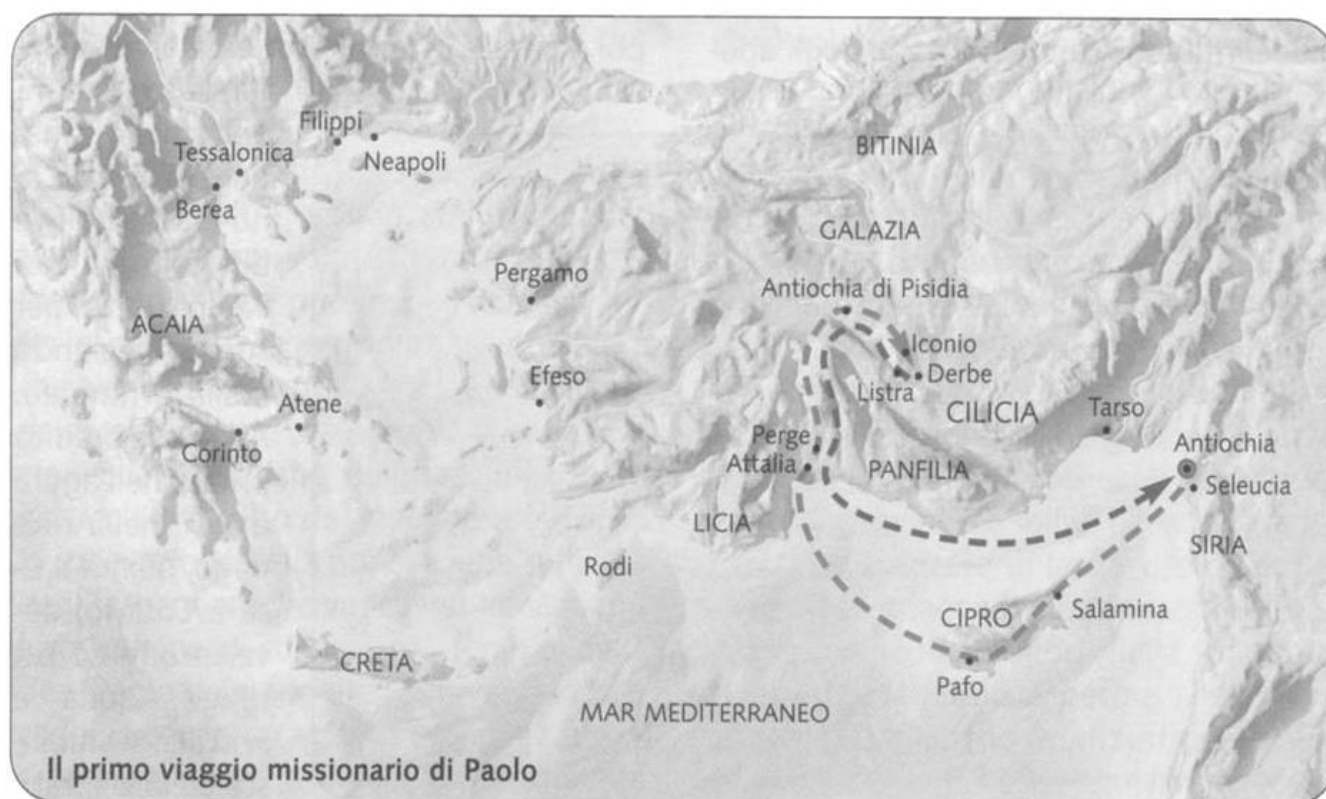 Filippi
Neapoli
Tessalonica
Berea
BITINIA
GALAZIA
Pergamo
Antiochia di Pisidia
ACAIA
Iconio
Derbe
Listra
Efeso
Atene
Corinto
CILICIA
Tarso
Perge
Attalia
PANFILIA
Antiochia
Seleucia
LICIA
SIRIA
Rodi
CIPRO
Salamina
CRETA
Pafo
MAR MEDITERRANEO
Il primo viaggio missionario di Paolo